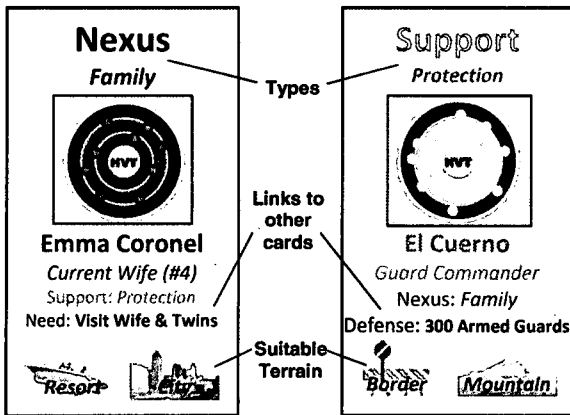 Nexus
Family
HVT
Emma Coronel
Current Wife (#4)
Support: Protection
Need: Visit Wife & Twins
Resort
City
Types
Links to
other
cards
Suitable
Terrain
Support
Protection
HVT
El Cuerno
Guard Commander
Nexus: Family
Defense: 300 Armed Guards
Border
Mountain